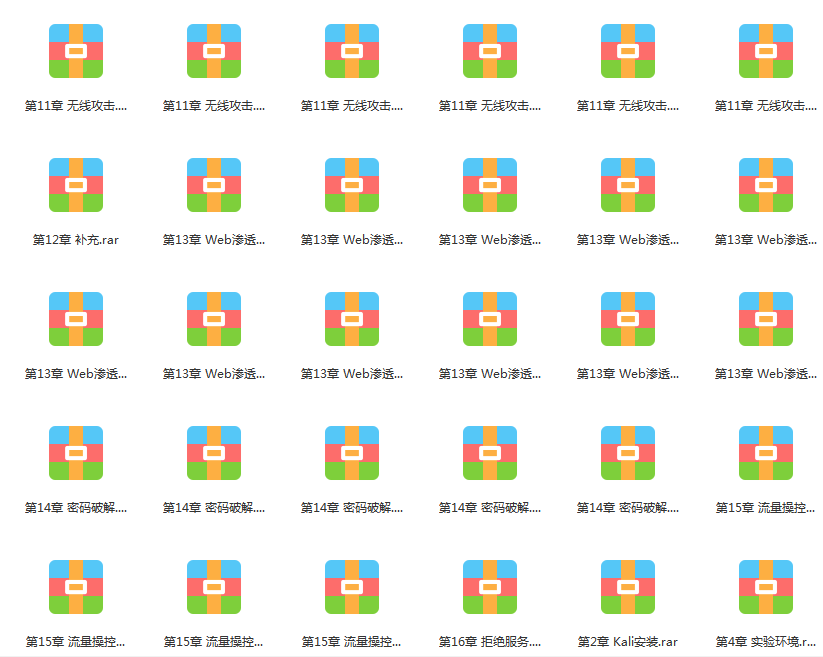 第11章 无线攻击....
第11章 无线攻击....
第11章 无线攻击....
第11章 无线攻击....
第11章 无线攻击....
第11章 无线攻击....
第12章 补充.rar
第13章 Web渗透...
第13章 Web渗透...
第13章 Web渗透...
第13章 Web渗透...
第13章 Web渗透...
第13章 Web渗透...
第13章 Web渗透...
第13章 Web渗透...
第13章 Web渗透...
第13章 Web渗透...
第13章 Web渗透...
第14章 密码破解....
第14章 密码破解....
第14章 密码破解....
第14章 密码破解....
第14章 密码破解....
第15章 流量操控...
第15章 流量操控...
第15章 流量操控...
第15章 流量操控...
第16章 拒绝服务....
第2章 Kali安装.rar
第4章 实验环境.r...